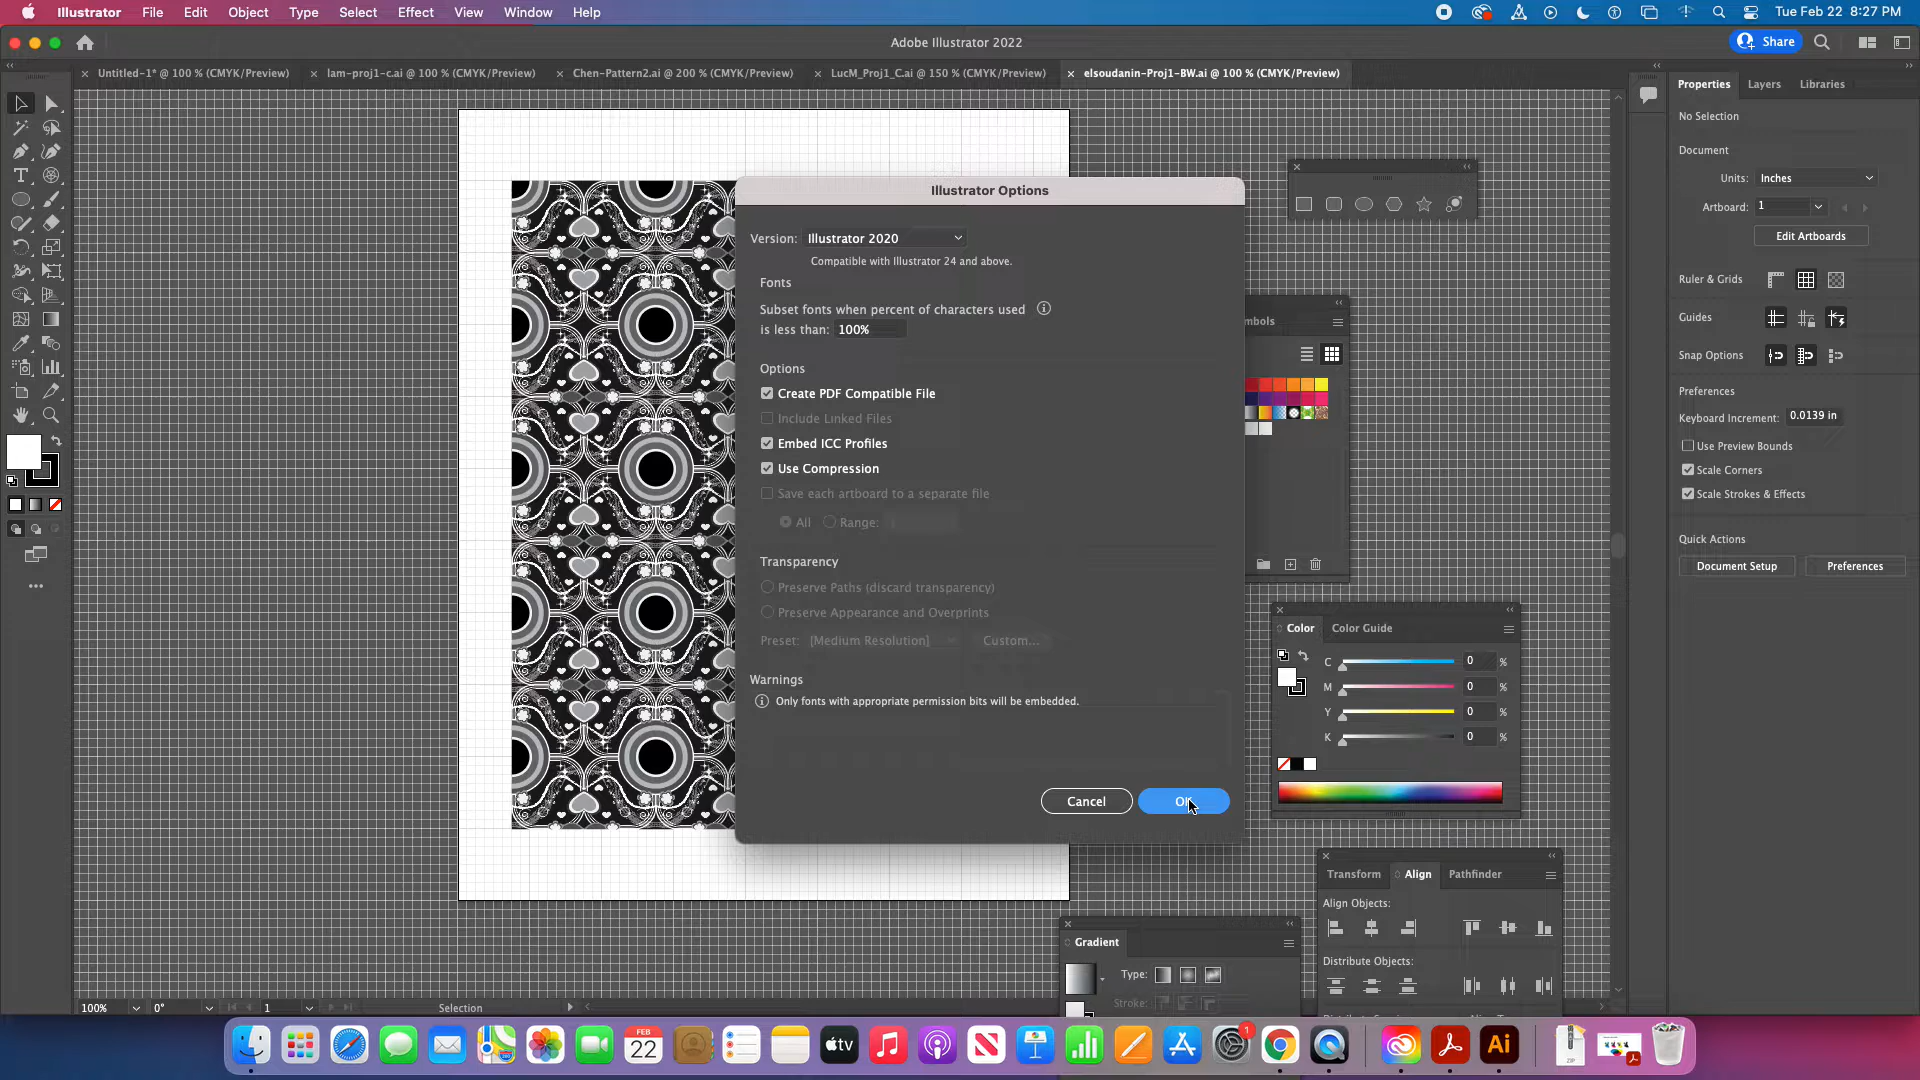 Illustrator File Edit Object Type Select Effect View Window Help
Tue Feb 22 8:27 PM
Adobe Illustrator 2022
Share
Untitled-1* @ 100 % (CMYK/Preview)
lam-proj1-c.ai @ 100 % (CMYK/Preview)
Chen-Pattern2.ai @ 200 % (CMYK/Preview)
LucM_Proj1_C.ai @ 150 % (CMYK/Preview)
elsoudanin-Proj1-BW.ai @ 100 % (CMYK/Preview)
Properties Layers Libraries
No Selection
Document
Units: Inches
Artboard: 1
Edit Artboards
Ruler & Grids
Guides
Snap Options
Preferences
Keyboard Increment: 0.0139 in
Use Preview Bounds
Scale Corners
Scale Strokes & Effects
Quick Actions
Document Setup Preferences
Illustrator Options
Version: Illustrator 2020
Compatible with Illustrator 24 and above.
Fonts
Subset fonts when percent of characters used
is less than: 100%
Options
Create PDF Compatible File
Include Linked Files
Embed ICC Profiles
Use Compression
Save each artboard to a separate file
All Range:
Transparency
Preserve Paths (discard transparency)
Preserve Appearance and Overprints
Preset: [Medium Resolution] Custom...
Warnings
Only fonts with appropriate permission bits will be embedded.
Cancel OK
mbols
Color Color Guide
C 0 %
M 0 %
Y 0 %
K 0 %
Transform Align Pathfinder
Align Objects:
Distribute Objects:
Gradient
Type:
Stroke:
100% 0° 1 Selection
FEB
22
tv
1
Ai
ZIP